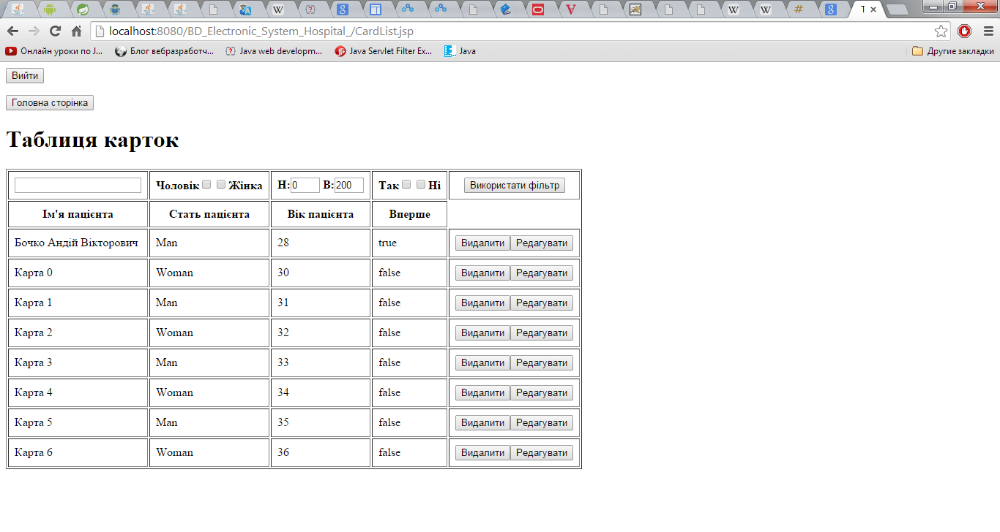 T
localhost:8080/BD_Electronic_System_Hospital_/CardList.jsp
Онлайн уроки по J... Блог вебразработч... Java web developm... Java Servlet Filter Ex... Java Другие закладки
Вийти
Головна сторінка
Таблиця карток
Чоловік Жінка Н: 0 В: 200 Так Ні Використати фільтр
Ім'я пацієнта Стать пацієнта Вік пацієнта Вперше
Бочко Андій Вікторович Man 28 true Видалити Редагувати
Карта 0 Woman 30 false Видалити Редагувати
Карта 1 Man 31 false Видалити Редагувати
Карта 2 Woman 32 false Видалити Редагувати
Карта 3 Man 33 false Видалити Редагувати
Карта 4 Woman 34 false Видалити Редагувати
Карта 5 Man 35 false Видалити Редагувати
Карта 6 Woman 36 false Видалити Редагувати